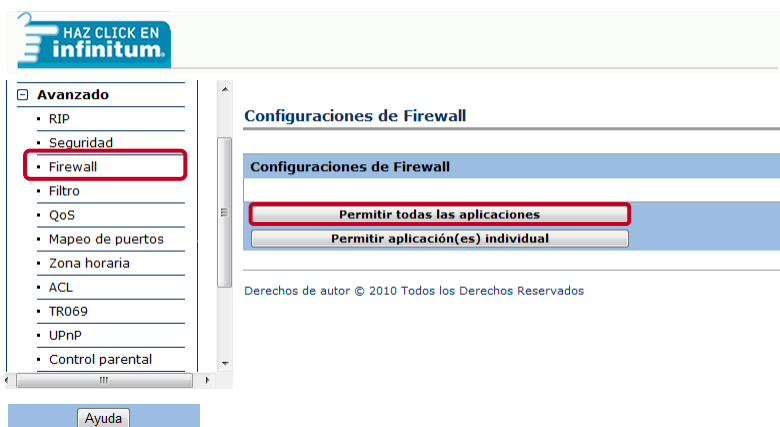 HAZ CLICK EN
infinitum.
Avanzado
RIP
Seguridad
Firewall
Filtro
QoS
Mapeo de puertos
Zona horaria
ACL
TR069
UPnP
Control parental
Ayuda
Configuraciones de Firewall
Configuraciones de Firewall
Permitir todas las aplicaciones
Permitir aplicación(es) individual
Derechos de autor © 2010 Todos los Derechos Reservados